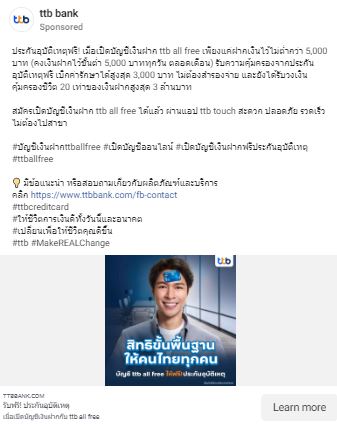 ttb bank
Sponsored
ประกันอุบัติเหตุฟรี! เมื่อเปิดบัญชีเงินฝาก ttb all free เพียงแค่ฝากเงินไว้ไม่ต่ำกว่า 5,000
บาท (คงเงินฝากไว้ขั้นต่ำ 5,000 บาททุกวัน ตลอดเดือน) รับความคุ้มครองจากประกัน
อุบัติเหตุฟรี เบิกค่ารักษาได้สูงสุด 3,000 บาท ไม่ต้องสำรองจ่าย และยังได้รับวงเงิน
คุ้มครองชีวิต 20 เท่าของเงินฝากสูงสุด 3 ล้านบาท
สมัครเปิดบัญชีเงินฝาก ttb all free ได้แล้ว ผ่านแอป ttb touch สะดวก ปลอดภัย รวดเร็ว
ไม่ต้องไปสาขา
#บัญชีเงินฝากttballfree #เปิดบัญชีออนไลน์ #เปิดบัญชีเงินฝากฟรีประกันอุบัติเหตุ
#ttballfree
มีข้อแนะนำ หรือสอบถามเกี่ยวกับผลิตภัณฑ์และบริการ
คลิก https://www.ttbbank.com/fb-contact
#ttbcreditcard
#ให้ชีวิตการเงินดีทั้งวันนี้และอนาคต
#เปลี่ยนเพื่อให้ชีวิตคุณดีขึ้น
#ttb #MakeREALChange
ttb
สิทธิขั้นพื้นฐาน
ให้คนไทยทุกคน
บัญชี ttb all free ให้ฟรี!ประกันอุบัติเหตุ
TTBBANK.COM
รับฟรี! ประกันอุบัติเหตุ
เมื่อเปิดบัญชีเงินฝากกับ ttb all free
Learn more